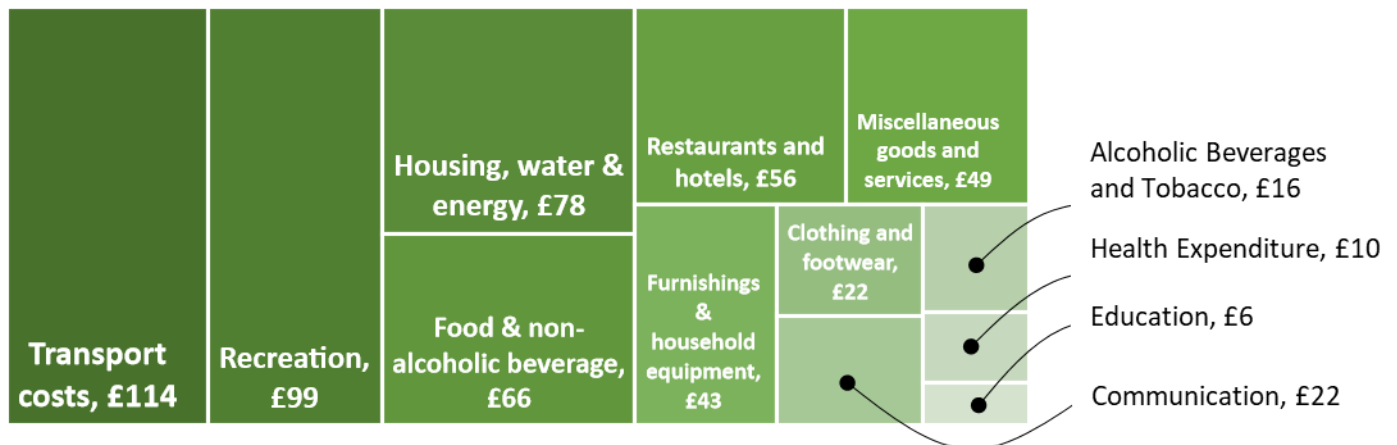 Transport
costs, £114
Recreation,
£99
Housing, water &
energy, £78
Food & non-
alcoholic beverage,
£66
Restaurants and
hotels, £56
Miscellaneous
goods and
services, £49
Furnishings
&
household
equipment,
£43
Clothing and
footwear,
£22
Alcoholic Beverages
and Tobacco, £16
Health Expenditure, £10
Education, £6
Communication, £22